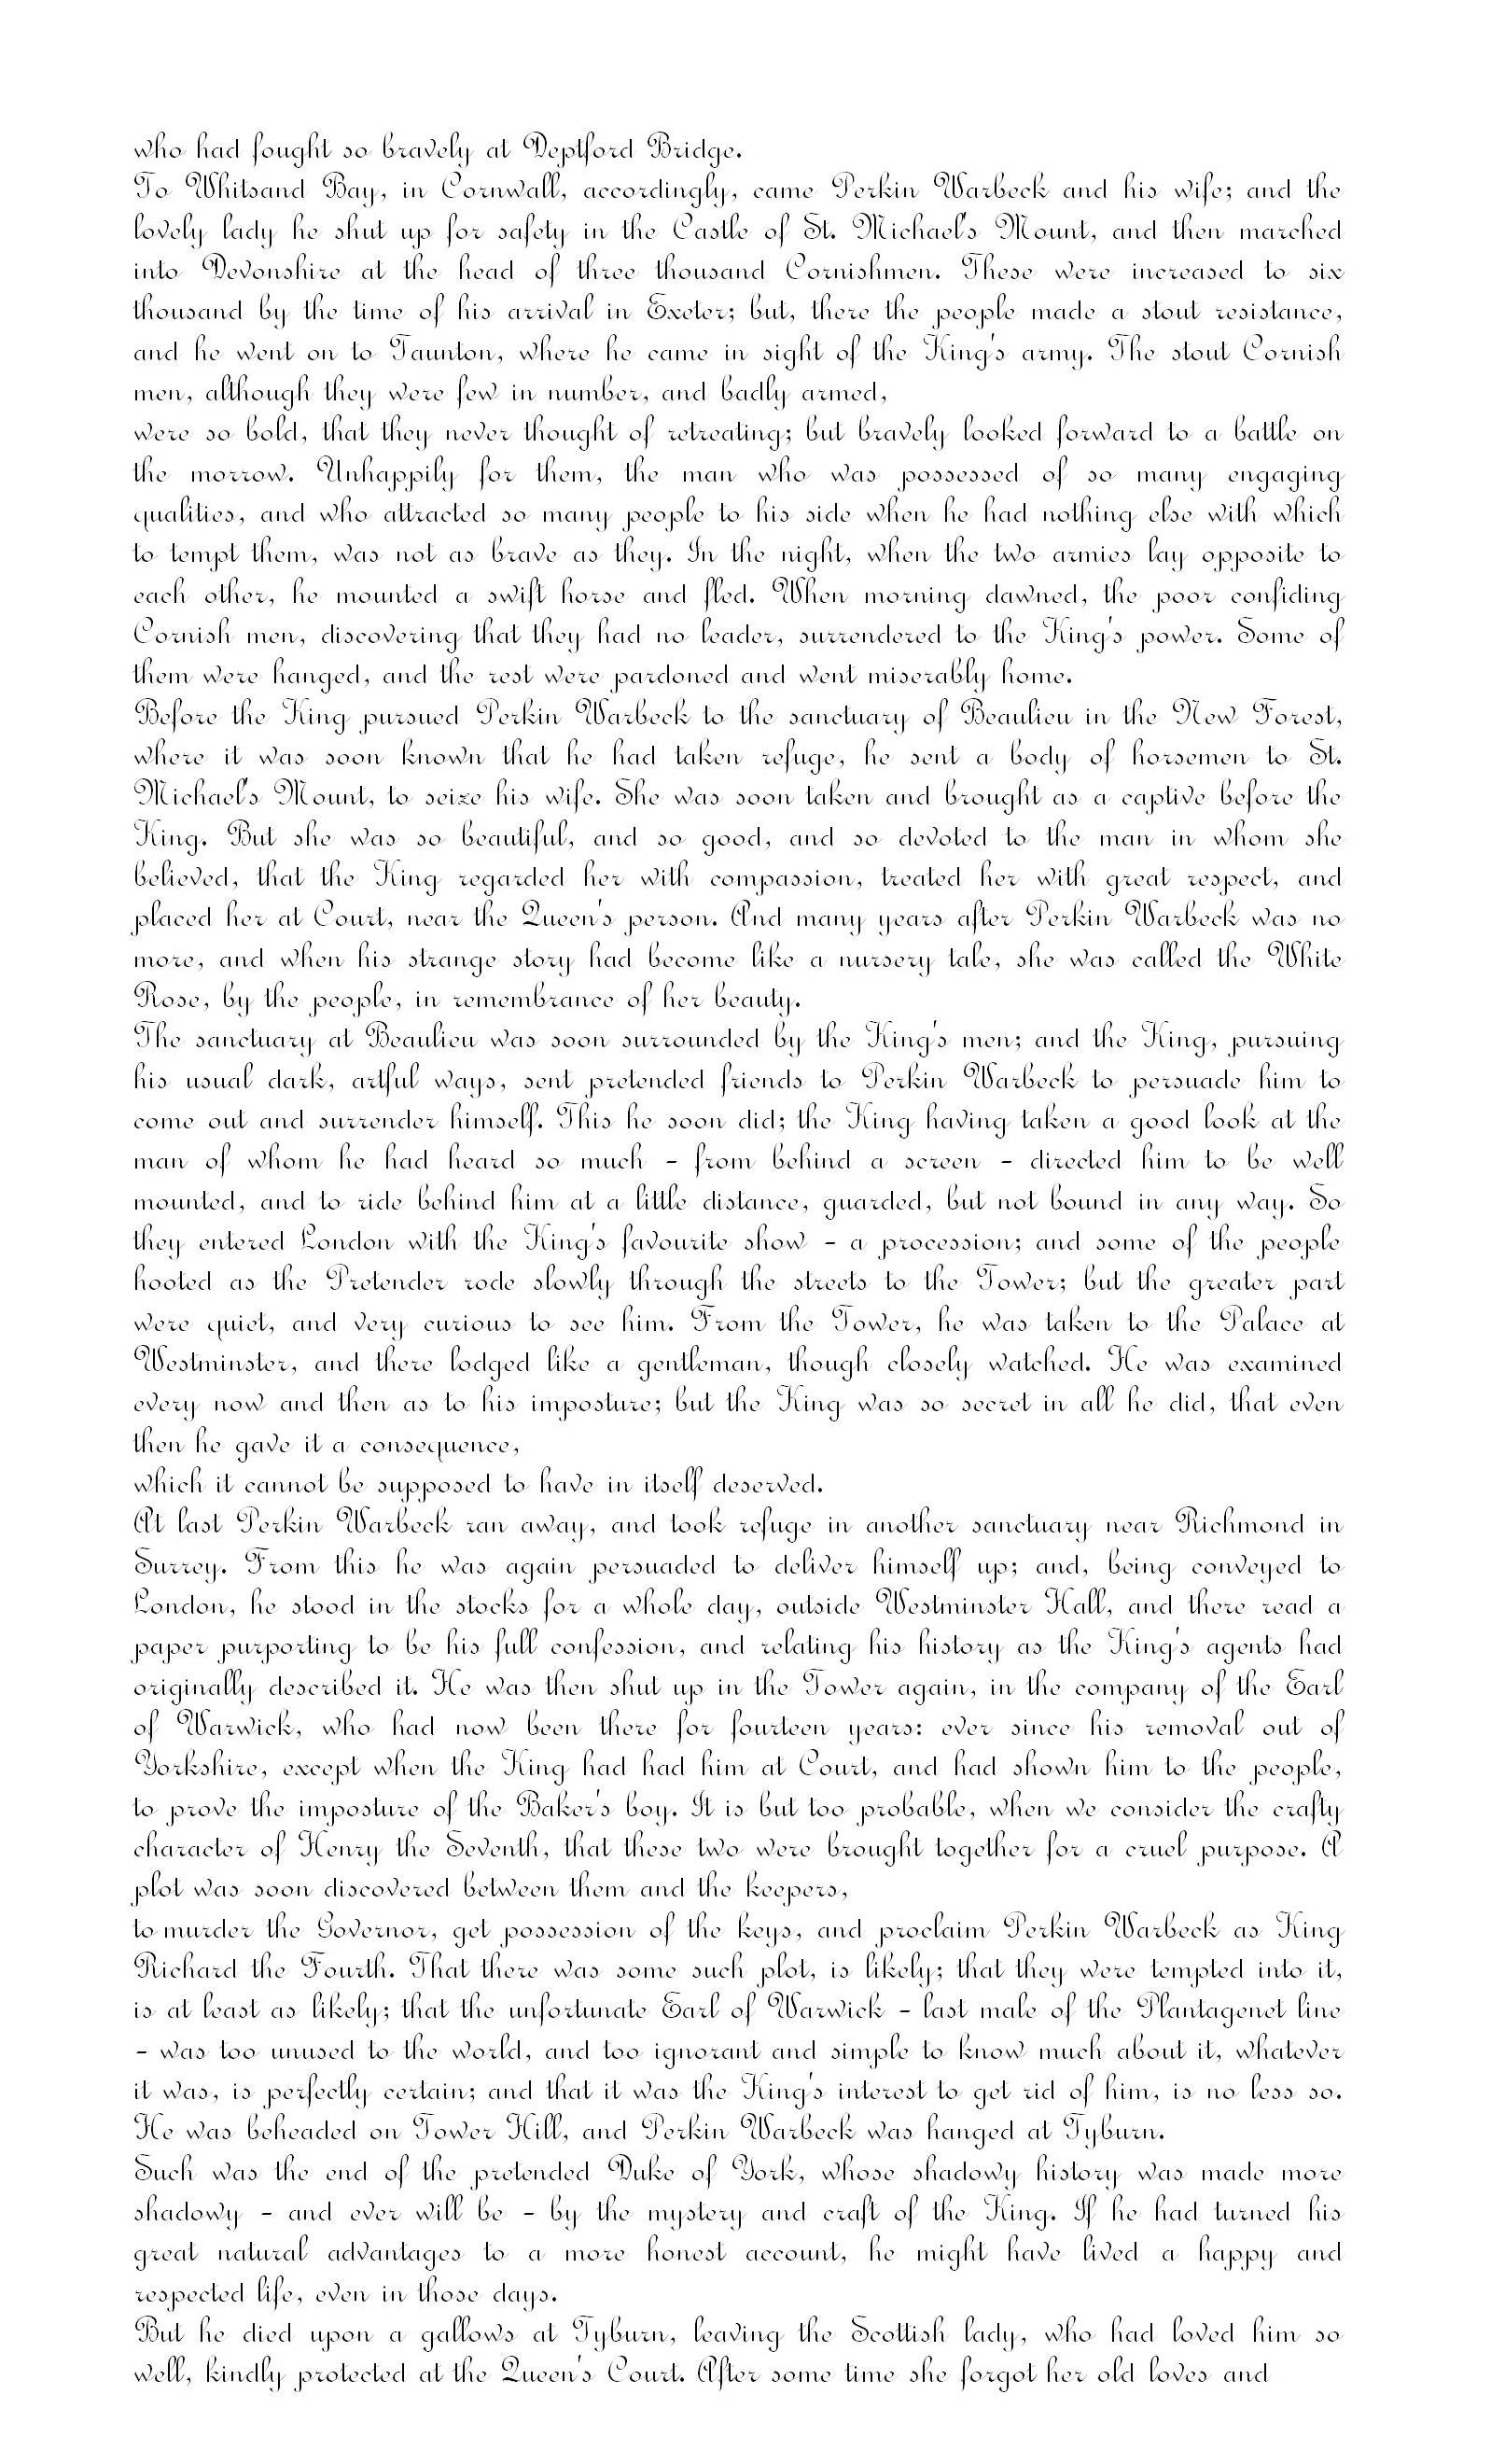 who had fought so bravely at Deptford Bridge.
To Whitsand Bay, in Cornwall, accordingly, came Perkin Warbeck and his wife; and the
lovely lady he shut up for safety in the Castle of St. Michael's Mount, and then marched
into Devonshire at the head of three thousand Cornishmen. These were increased to six
thousand by the time of his arrival in Exeter; but, there the people made a stout resistance,
and he went on to Taunton, where he came in sight of the King's army. The stout Cornish
men, although they were few in number, and badly armed,
were so bold, that they never thought of retreating; but bravely looked forward to a battle on
the morrow. Unhappily for them, the man who was possessed of so many engaging
qualities, and who attracted so many people to his side when he had nothing else with which
to tempt them, was not as brave as they. In the night, when the two armies lay opposite to
each other, he mounted a swift horse and fled. When morning dawned, the poor confiding
Cornish men, discovering that they had no leader, surrendered to the King's power. Some of
them were hanged, and the rest were pardoned and went miserably home.
Before the King pursued Perkin Warbeck to the sanctuary of Beaulieu in the New Forest,
where it was soon known that he had taken refuge, he sent a body of horsemen to St.
Michael's Mount, to seize his wife. She was soon taken and brought as a captive before the
King. But she was so beautiful, and so good, and so devoted to the man in whom she
believed, that the King regarded her with compassion, treated her with great respect, and
placed her at Court, near the Queen's person. And many years after Perkin Warbeck was no
more, and when his strange story had become like a nursery tale, she was called the White
Rose, by the people, in remembrance of her beauty.
The sanctuary at Beaulieu was soon surrounded by the King's men; and the King, pursuing
his usual dark, artful ways, sent pretended friends to Perkin Warbeck to persuade him to
come out and surrender himself. This he soon did; the King having taken a good look at the
man of whom he had heard so much - from behind a screen - directed him to be well
mounted, and to ride behind him at a little distance, guarded, but not bound in any way. So
they entered London with the King's favourite show - a procession; and some of the people
hooted as the Pretender rode slowly through the streets to the Tower; but the greater part
were quiet, and very curious to see him. From the Tower, he was taken to the Palace at
Westminster, and there lodged like a gentleman, though closely watched. He was examined
every now and then as to his imposture; but the King was so secret in all he did, that even
then he gave it a consequence,
which it cannot be supposed to have in itself deserved.
At last Perkin Warbeck ran away, and took refuge in another sanctuary near Richmond in
Surrey. From this he was again persuaded to deliver himself up; and, being conveyed to
London, he stood in the stocks for a whole day, outside Westminster Hall, and there read a
paper purporting to be his full confession, and relating his history as the King's agents had
originally described it. He was then shut up in the Tower again, in the company of the Earl
of Warwick, who had now been there for fourteen years: ever since his removal out of
Yorkshire, except when the King had had him at Court, and had shown him to the people,
to prove the imposture of the Baker's boy. It is but too probable, when we consider the crafty
character of Henry the Seventh, that these two were brought together for a cruel purpose. A
plot was soon discovered between them and the keepers,
to murder the Governor, get possession of the keys, and proclaim Perkin Warbeck as King
Richard the Fourth. That there was some such plot, is likely; that they were tempted into it,
is at least as likely; that the unfortunate Earl of Warwick - last male of the Plantagenet line
- was too unused to the world, and too ignorant and simple to know much about it, whatever
it was, is perfectly certain; and that it was the King's interest to get rid of him, is no less so.
He was beheaded on Tower Hill, and Perkin Warbeck was hanged at Tyburn.
Such was the end of the pretended Duke of York, whose shadowy history was made more
shadowy - and ever will be - by the mystery and craft of the King. If he had turned his
great natural advantages to a more honest account, he might have lived a happy and
respected life, even in those days.
But he died upon a gallows at Tyburn, leaving the Scottish lady, who had loved him so
well, kindly protected at the Queen's Court. After some time she forgot her old loves and